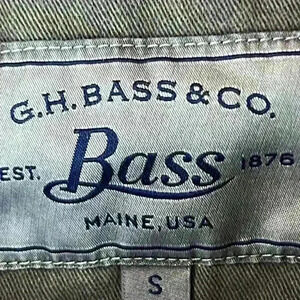 G.H. BASS & CO.
EST. Bass 1876
MAINE, USA
S